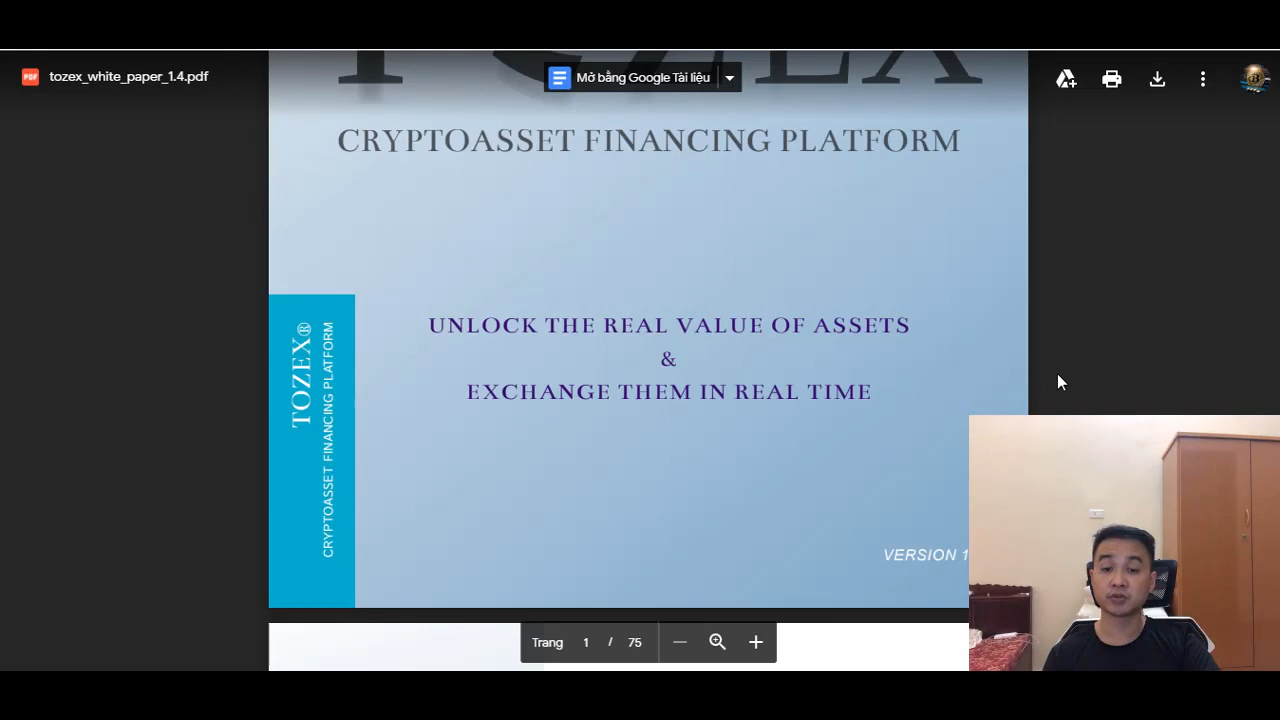 tozex_white_paper_1.4.pdf
Mở bằng Google Tài liệu
TOZEX
CRYPTOASSET FINANCING PLATFORM
UNLOCK THE REAL VALUE OF ASSETS
&
EXCHANGE THEM IN REAL TIME
TOZEX®
CRYPTOASSET FINANCING PLATFORM
VERSION 1
Trang 1 / 75